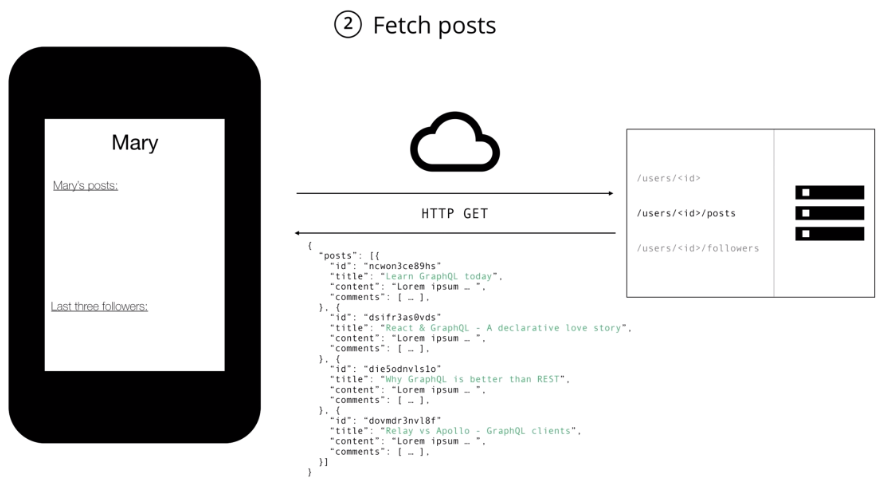 2 Fetch posts
Mary
Mary's posts:
Last three followers:
HTTP GET
/users/<id>
/users/<id>/posts
/users/<id>/followers
{
"posts": [{
"id": "ncwon3ce89hs"
"title": "Learn GraphQL today",
"content": "Lorem ipsum … ",
"comments": [ … ],
}, {
"id": "dsifr3as0vds"
"title": "React & GraphQL - A declarative love story",
"content": "Lorem ipsum … ",
"comments": [ … ],
}, {
"id": "die5odnvls1o"
"title": "Why GraphQL is better than REST",
"content": "Lorem ipsum … ",
"comments": [ … ],
}, {
"id": "dovmdr3nvl8f"
"title": "Relay vs Apollo - GraphQL clients",
"content": "Lorem ipsum … ",
"comments": [ … ],
}]
}